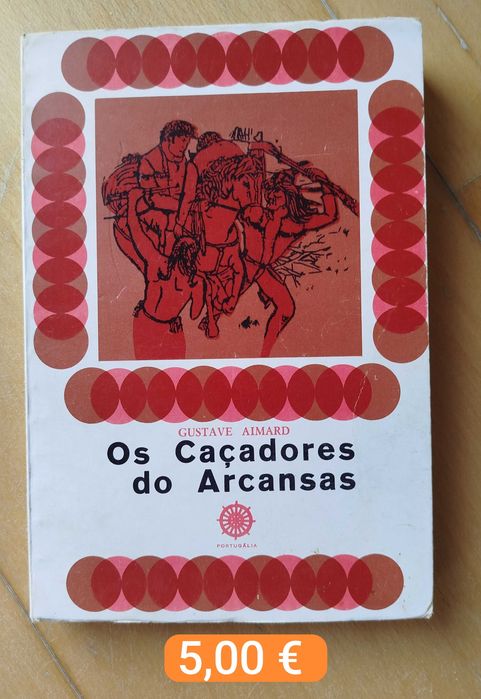 GUSTAVE AIMARD
Os Caçadores
do Arcansas
PORTUGÁLIA
5,00 €